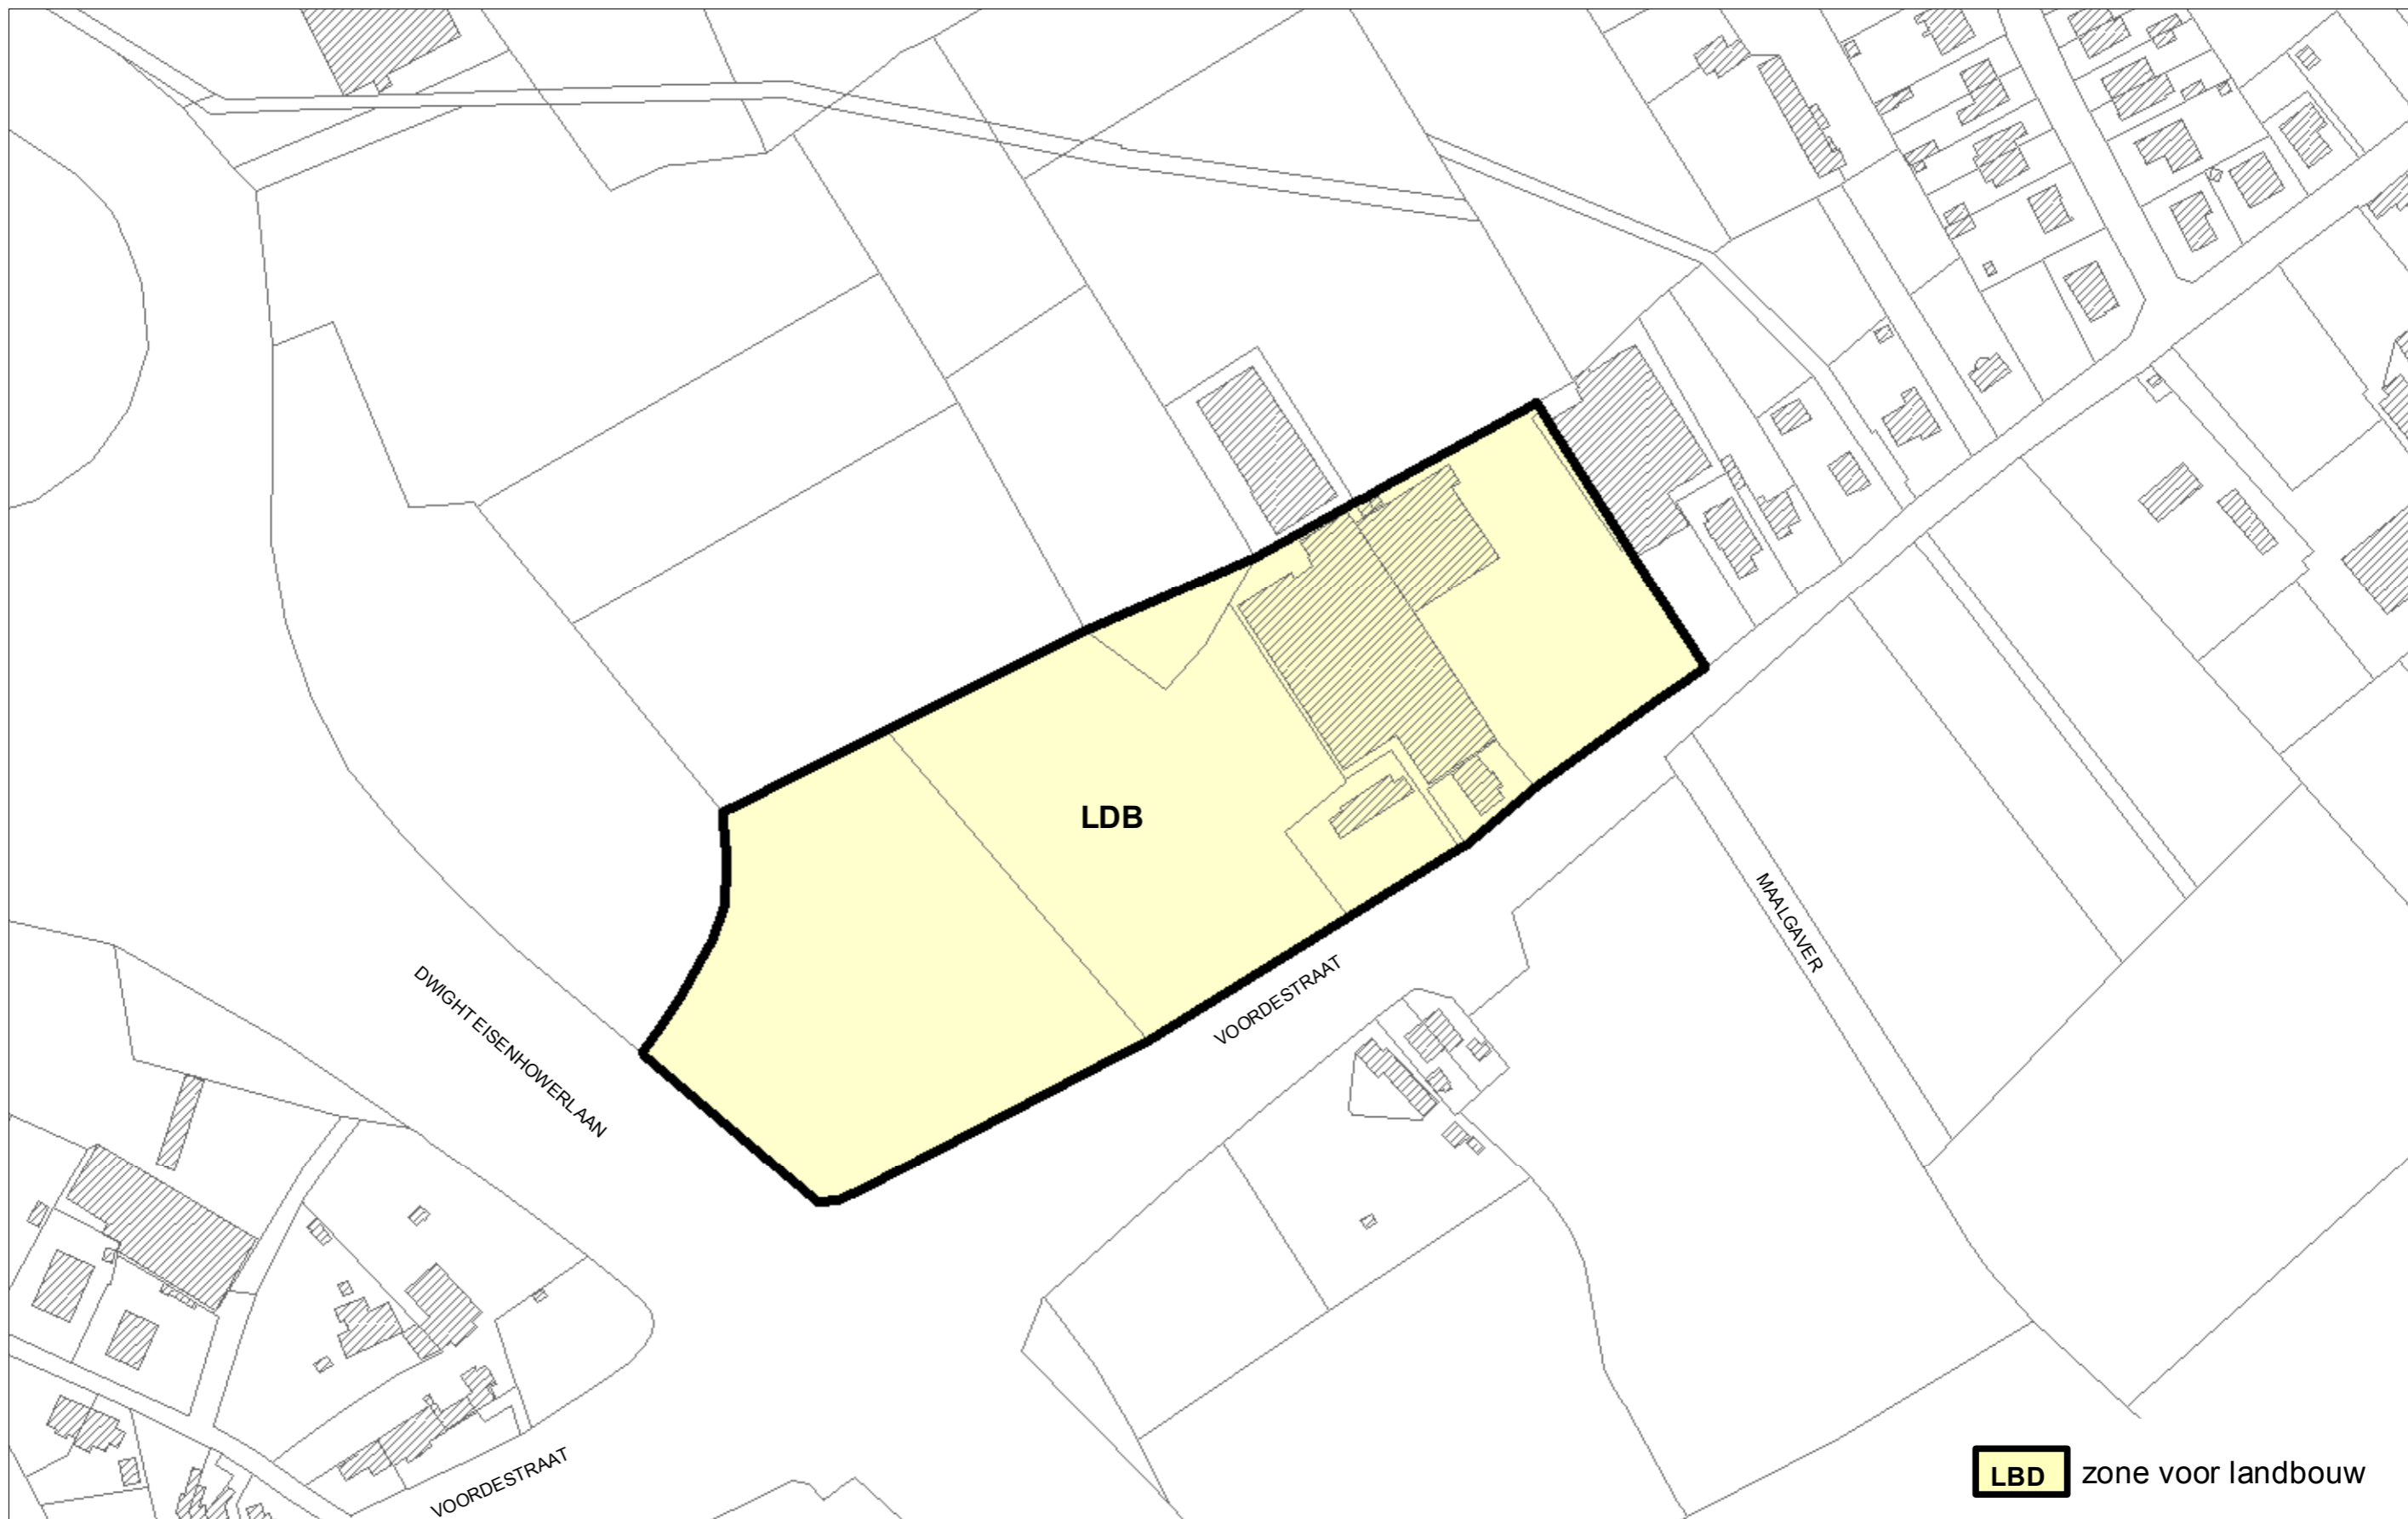 LDB
MAALGAVER
VOORDESTRAAT
DWIGHT EISENHOWERLAAN
VOORDESTRAAT
LBD zone voor landbouw